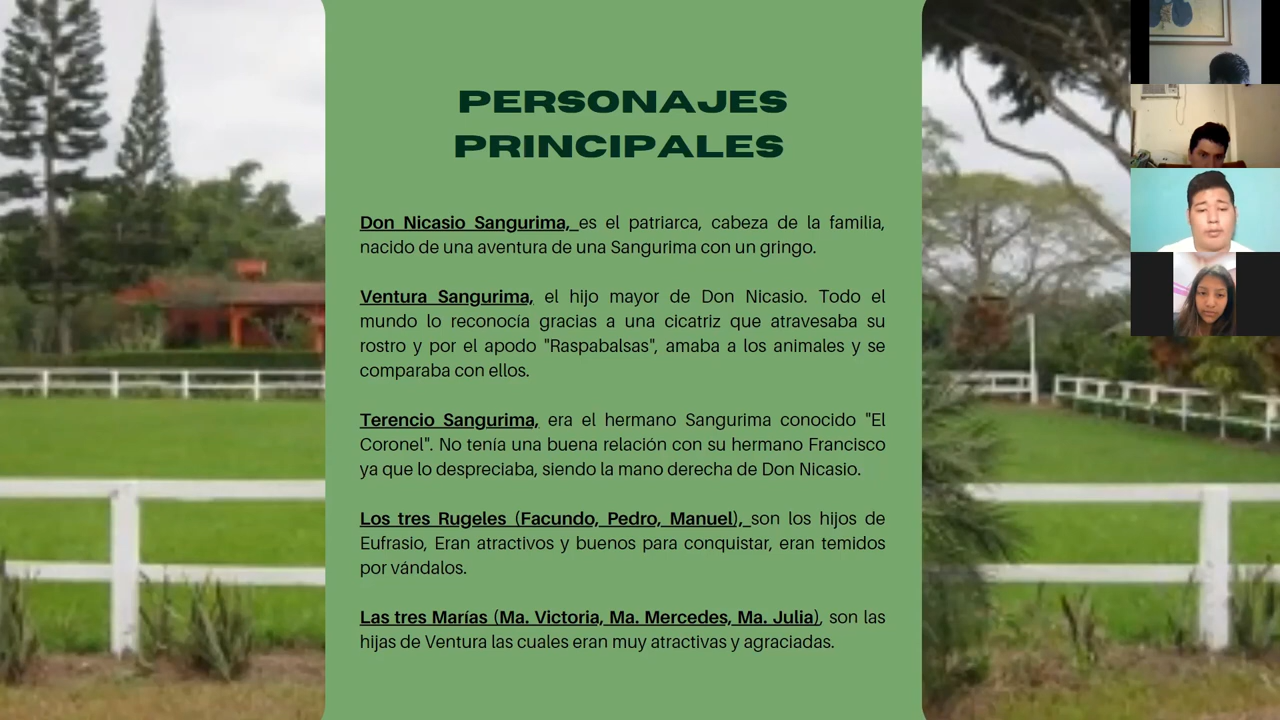 PERSONAJES
PRINCIPALES
Don Nicasio Sangurima, es el patriarca, cabeza de la familia,
nacido de una aventura de una Sangurima con un gringo.
Ventura Sangurima, el hijo mayor de Don Nicasio. Todo el
mundo lo reconocía gracias a una cicatriz que atravesaba su
rostro y por el apodo "Raspabalsas", amaba a los animales y se
comparaba con ellos.
Terencio Sangurima, era el hermano Sangurima conocido "El
Coronel". No tenía una buena relación con su hermano Francisco
ya que lo despreciaba, siendo la mano derecha de Don Nicasio.
Los tres Rugeles (Facundo, Pedro, Manuel), son los hijos de
Eufrasio, Eran atractivos y buenos para conquistar, eran temidos
por vándalos.
Las tres Marías (Ma. Victoria, Ma. Mercedes, Ma. Julia), son las
hijas de Ventura las cuales eran muy atractivas y agraciadas.